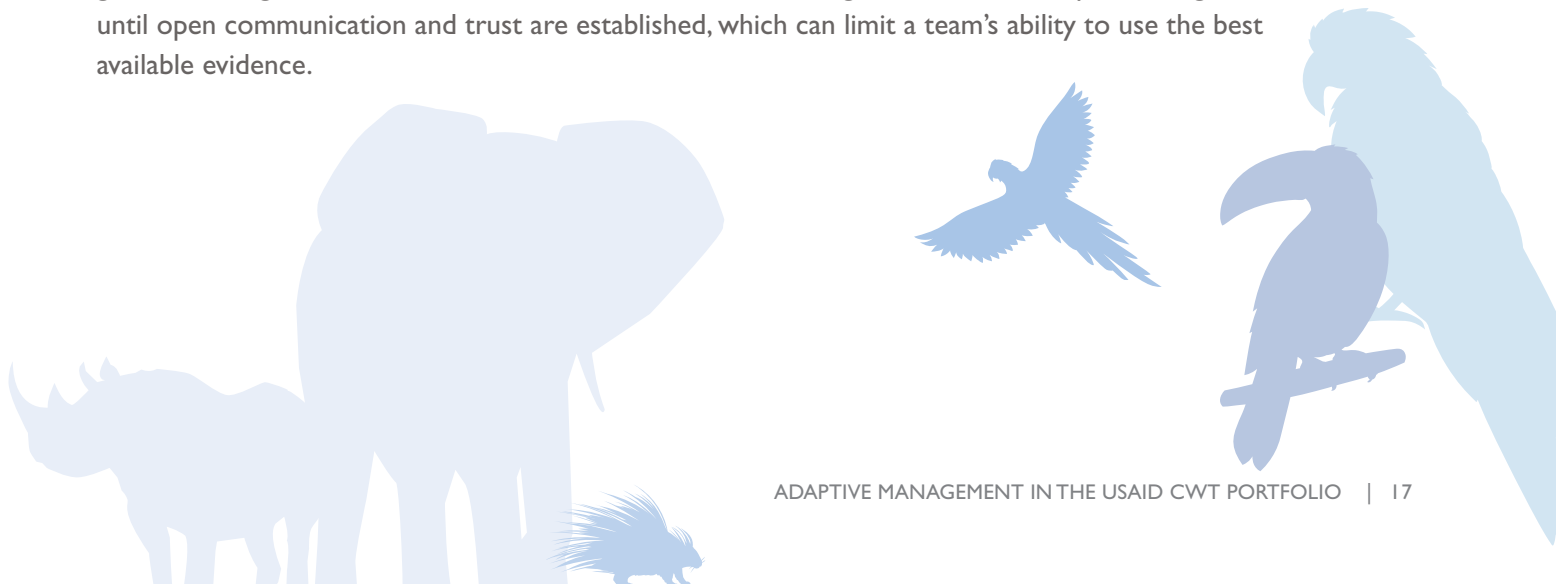 until open communication and trust are established, which can limit a team’s ability to use the best
available evidence.
ADAPTIVE MANAGEMENT IN THE USAID CWT PORTFOLIO | 17